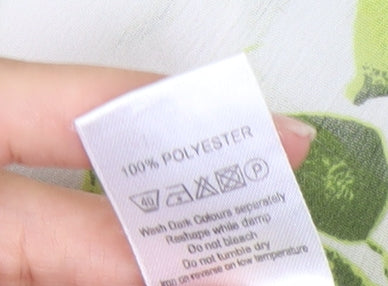 100% POLYESTER
40 P
Wash Dark Colours separately
Reshape while damp
Do not bleach
Do not tumble dry
Iron on reverse on low temperature